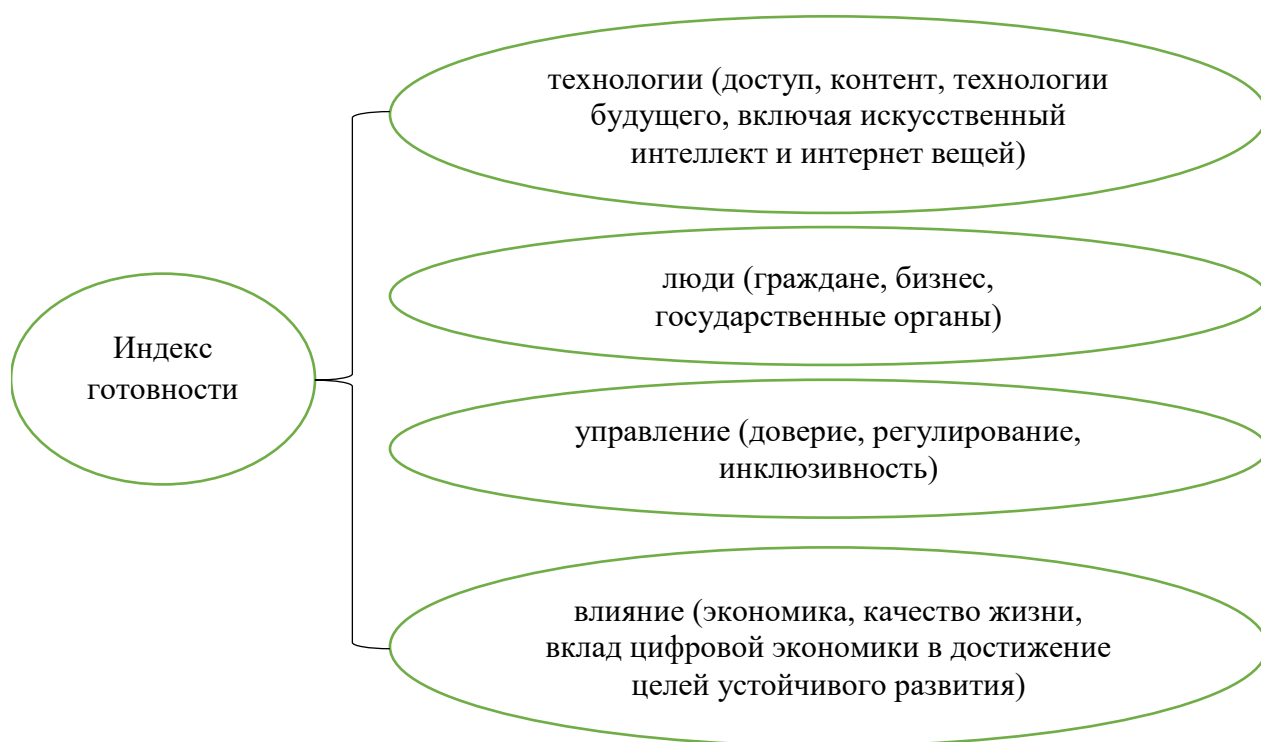 технологии (доступ, контент, технологии
будущего, включая искусственный
интеллект и интернет вещей)
люди (граждане, бизнес,
государственные органы)
Индекс
готовности
управление (доверие, регулирование,
инклюзивность)
влияние (экономика, качество жизни,
вклад цифровой экономики в достижение
целей устойчивого развития)